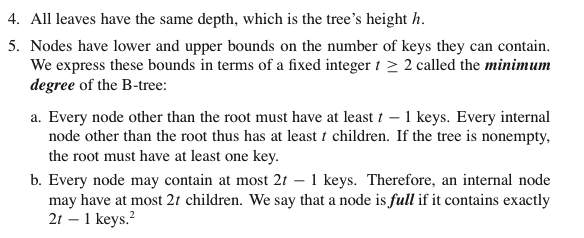 4. All leaves have the same depth, which is the tree's height h.
5. Nodes have lower and upper bounds on the number of keys they can contain.
We express these bounds in terms of a fixed integer t ≥ 2 called the minimum
degree of the B-tree:
a. Every node other than the root must have at least t − 1 keys. Every internal
node other than the root thus has at least t children. If the tree is nonempty,
the root must have at least one key.
b. Every node may contain at most 2t − 1 keys. Therefore, an internal node
may have at most 2t children. We say that a node is full if it contains exactly
2t − 1 keys.²